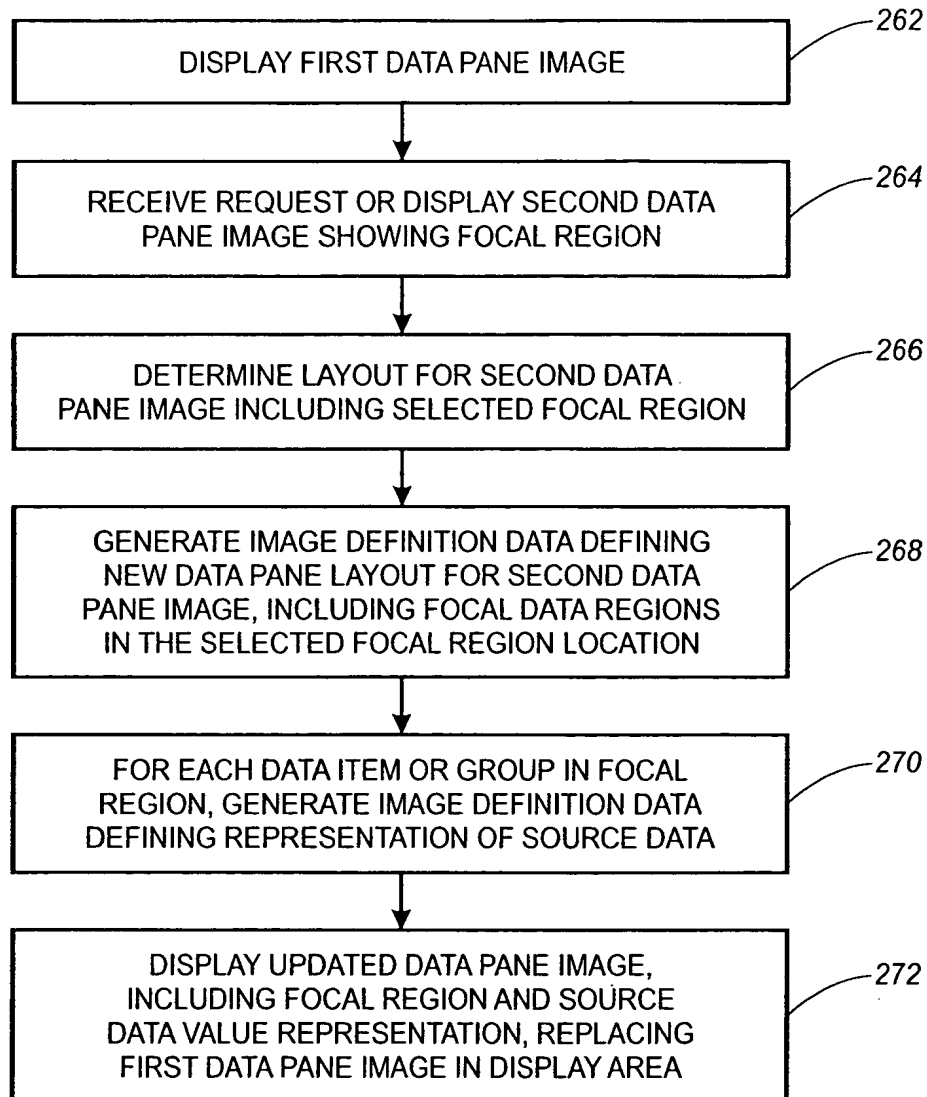 262
DISPLAY FIRST DATA PANE IMAGE
264
RECEIVE REQUEST OR DISPLAY SECOND DATA
PANE IMAGE SHOWING FOCAL REGION
266
DETERMINE LAYOUT FOR SECOND DATA
PANE IMAGE INCLUDING SELECTED FOCAL REGION
268
GENERATE IMAGE DEFINITION DATA DEFINING
NEW DATA PANE LAYOUT FOR SECOND DATA
PANE IMAGE, INCLUDING FOCAL DATA REGIONS
IN THE SELECTED FOCAL REGION LOCATION
270
FOR EACH DATA ITEM OR GROUP IN FOCAL
REGION, GENERATE IMAGE DEFINITION DATA
DEFINING REPRESENTATION OF SOURCE DATA
272
DISPLAY UPDATED DATA PANE IMAGE,
INCLUDING FOCAL REGION AND SOURCE
DATA VALUE REPRESENTATION, REPLACING
FIRST DATA PANE IMAGE IN DISPLAY AREA